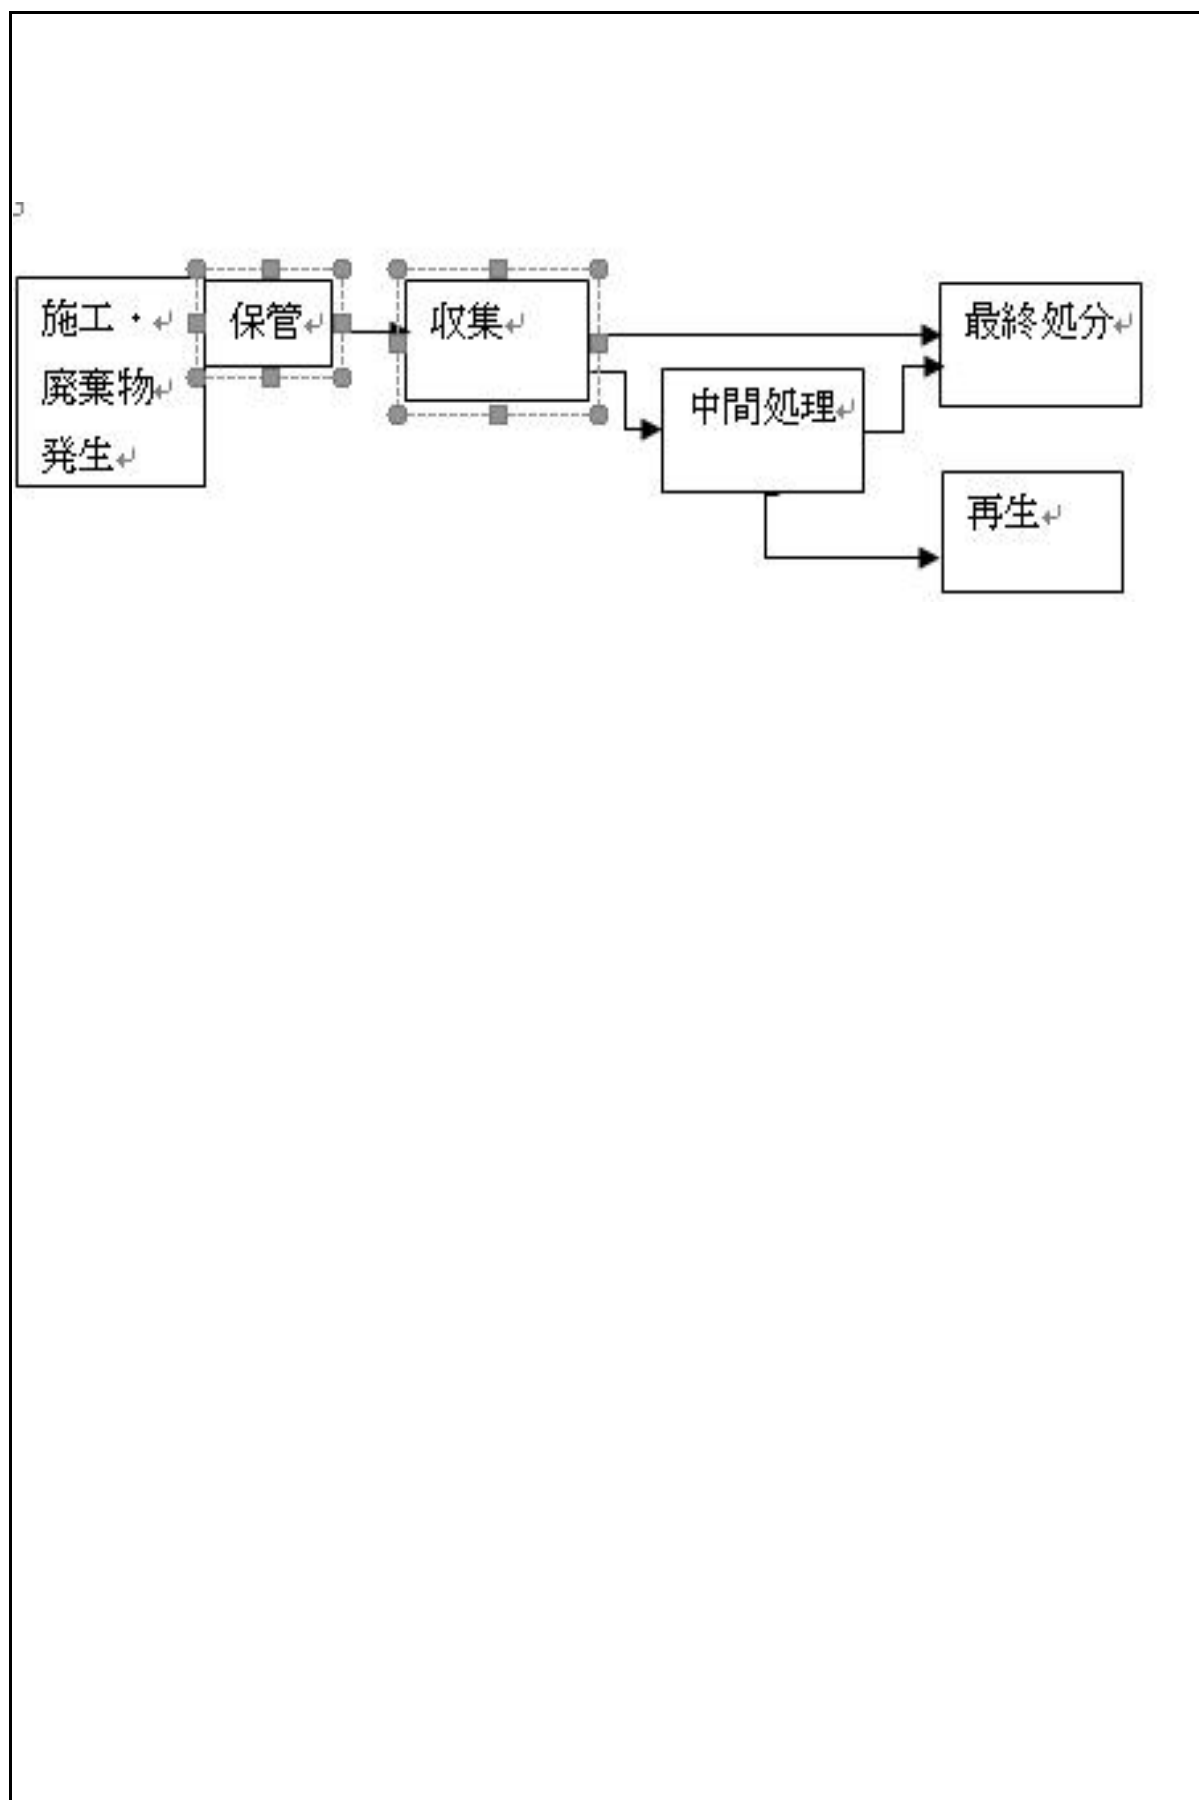 施工・
廃棄物
発生
保管
収集
中間処理
最終処分
再生